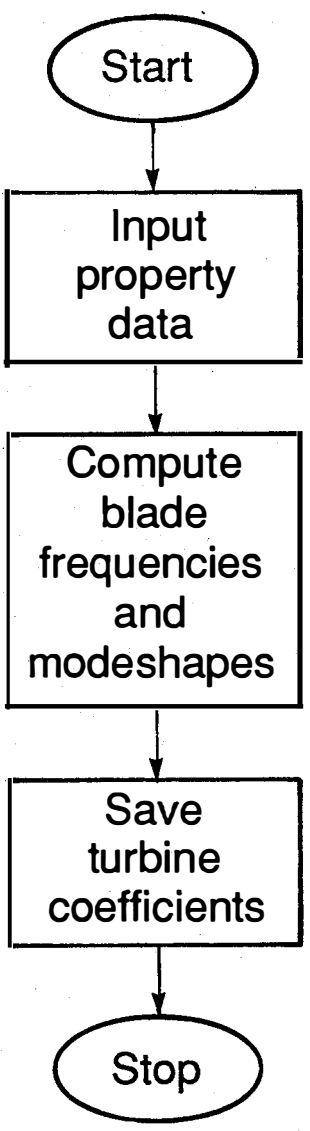 Start
Input
property
data
Compute
blade
frequencies
and
modeshapes
Save
turbine
coefficients
Stop